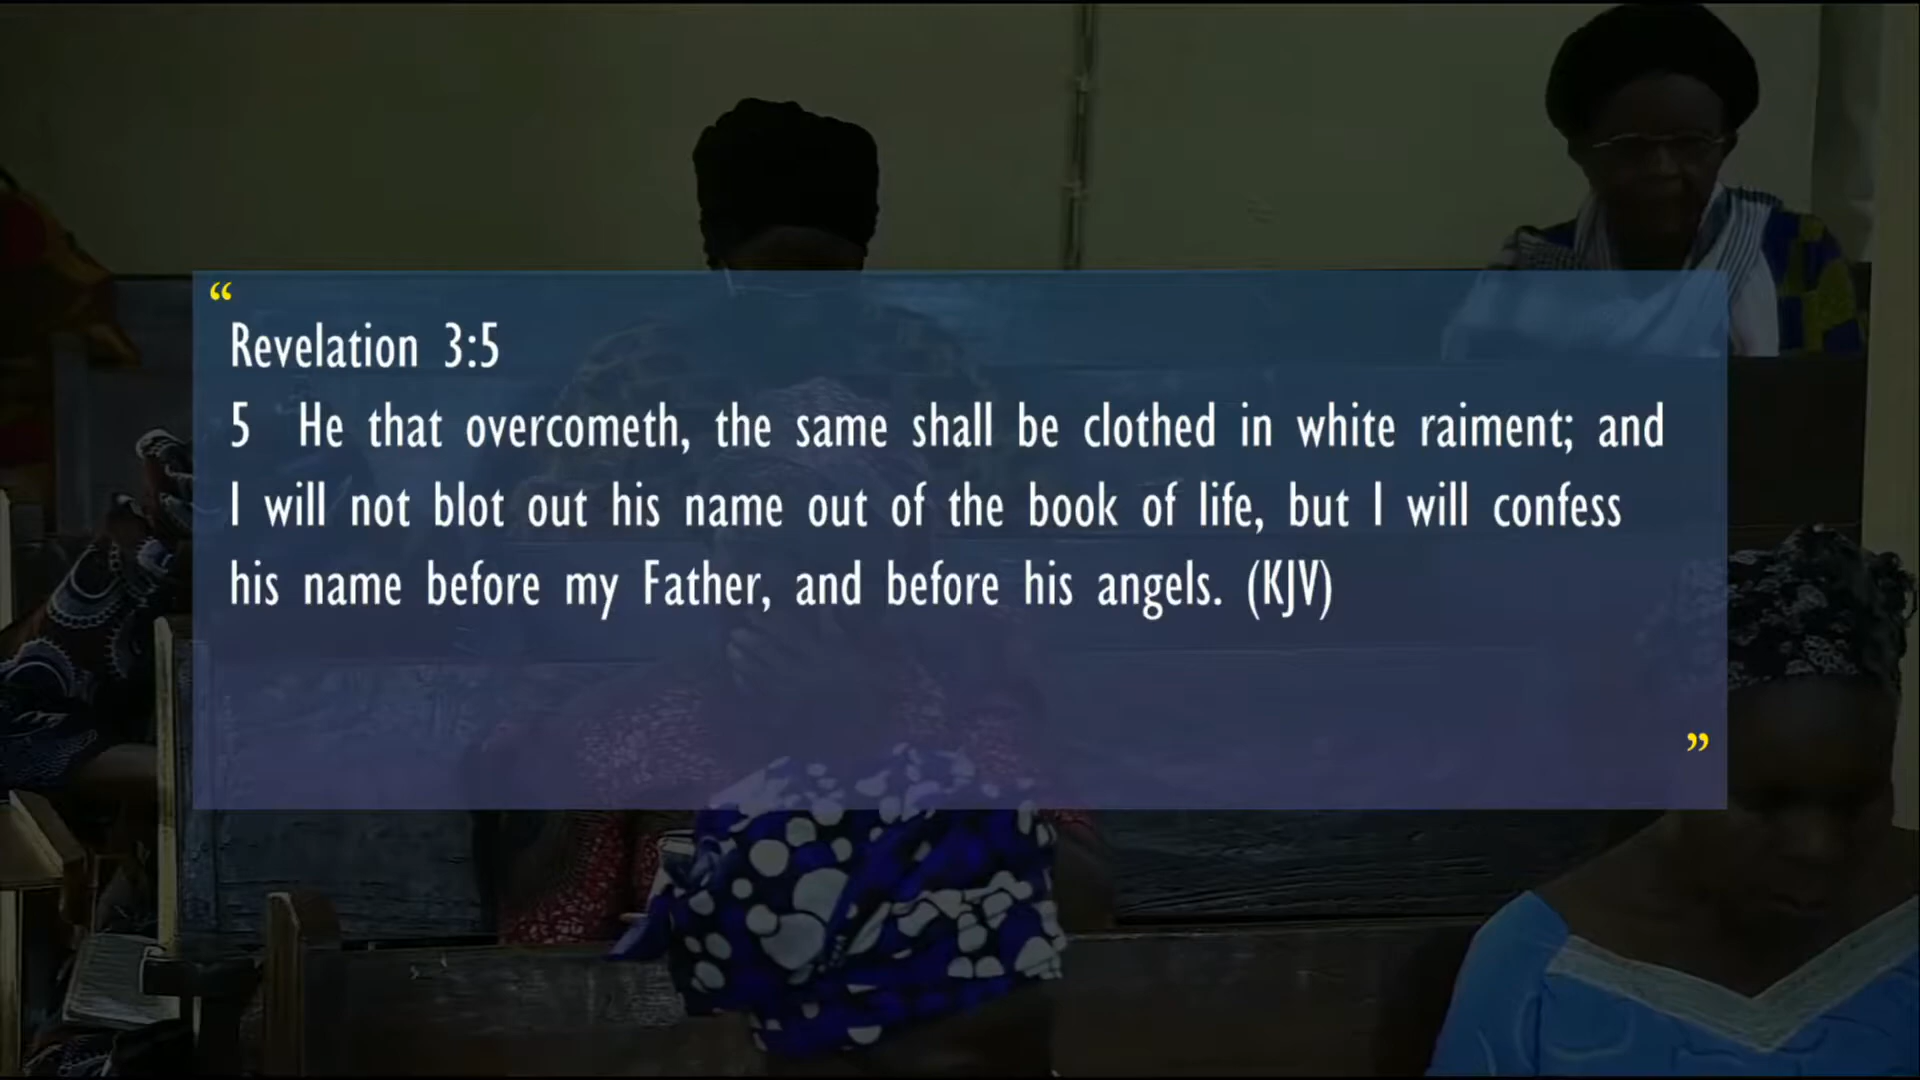 “
Revelation 3:5
5 He that overcometh, the same shall be clothed in white raiment; and
I will not blot out his name out of the book of life, but I will confess
his name before my Father, and before his angels. (KJV)
”